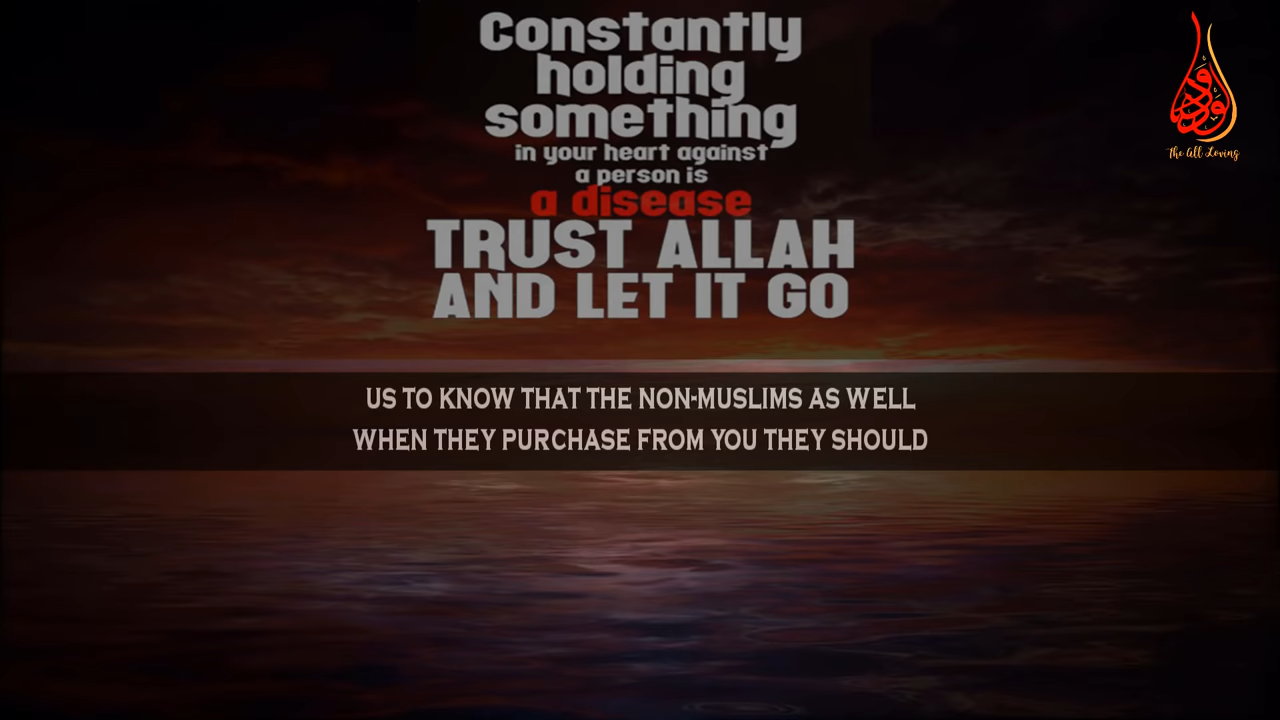 Constantly
holding
something
in your heart against
a person is
a disease
TRUST ALLAH
AND LET IT GO
US TO KNOW THAT THE NON-MUSLIMS AS WELL
WHEN THEY PURCHASE FROM YOU THEY SHOULD
The All Loving